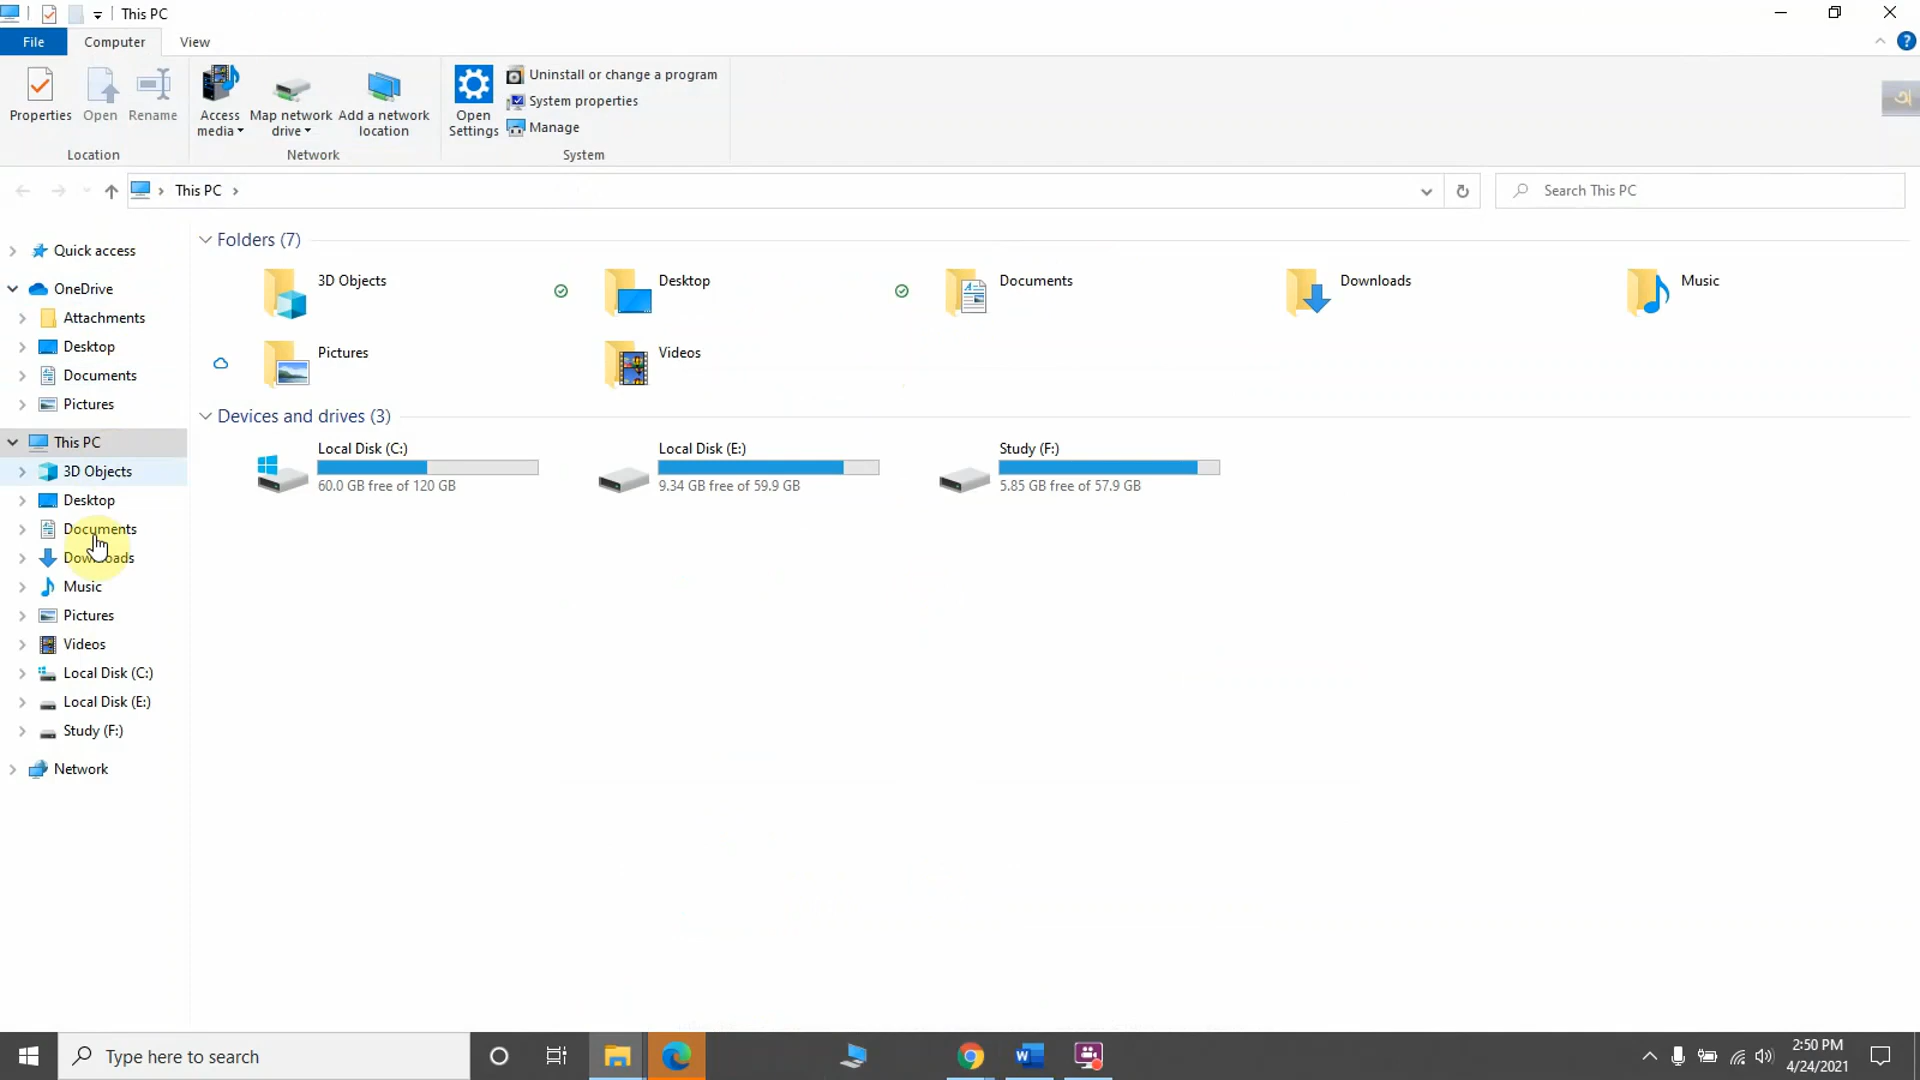 This PC
File
Computer
View
Properties
Open
Rename
Access media
Map network drive
Add a network location
Open Settings
Uninstall or change a program
System properties
Manage
Location
Network
System
অ
This PC
Search This PC
Quick access
OneDrive
Attachments
Desktop
Documents
Pictures
This PC
3D Objects
Desktop
Documents
Downloads
Music
Pictures
Videos
Local Disk (C:)
Local Disk (E:)
Study (F:)
Network
Folders (7)
3D Objects
Desktop
Documents
Downloads
Music
Pictures
Videos
Devices and drives (3)
Local Disk (C:)
60.0 GB free of 120 GB
Local Disk (E:)
9.34 GB free of 59.9 GB
Study (F:)
5.85 GB free of 57.9 GB
Type here to search
2:50 PM
4/24/2021